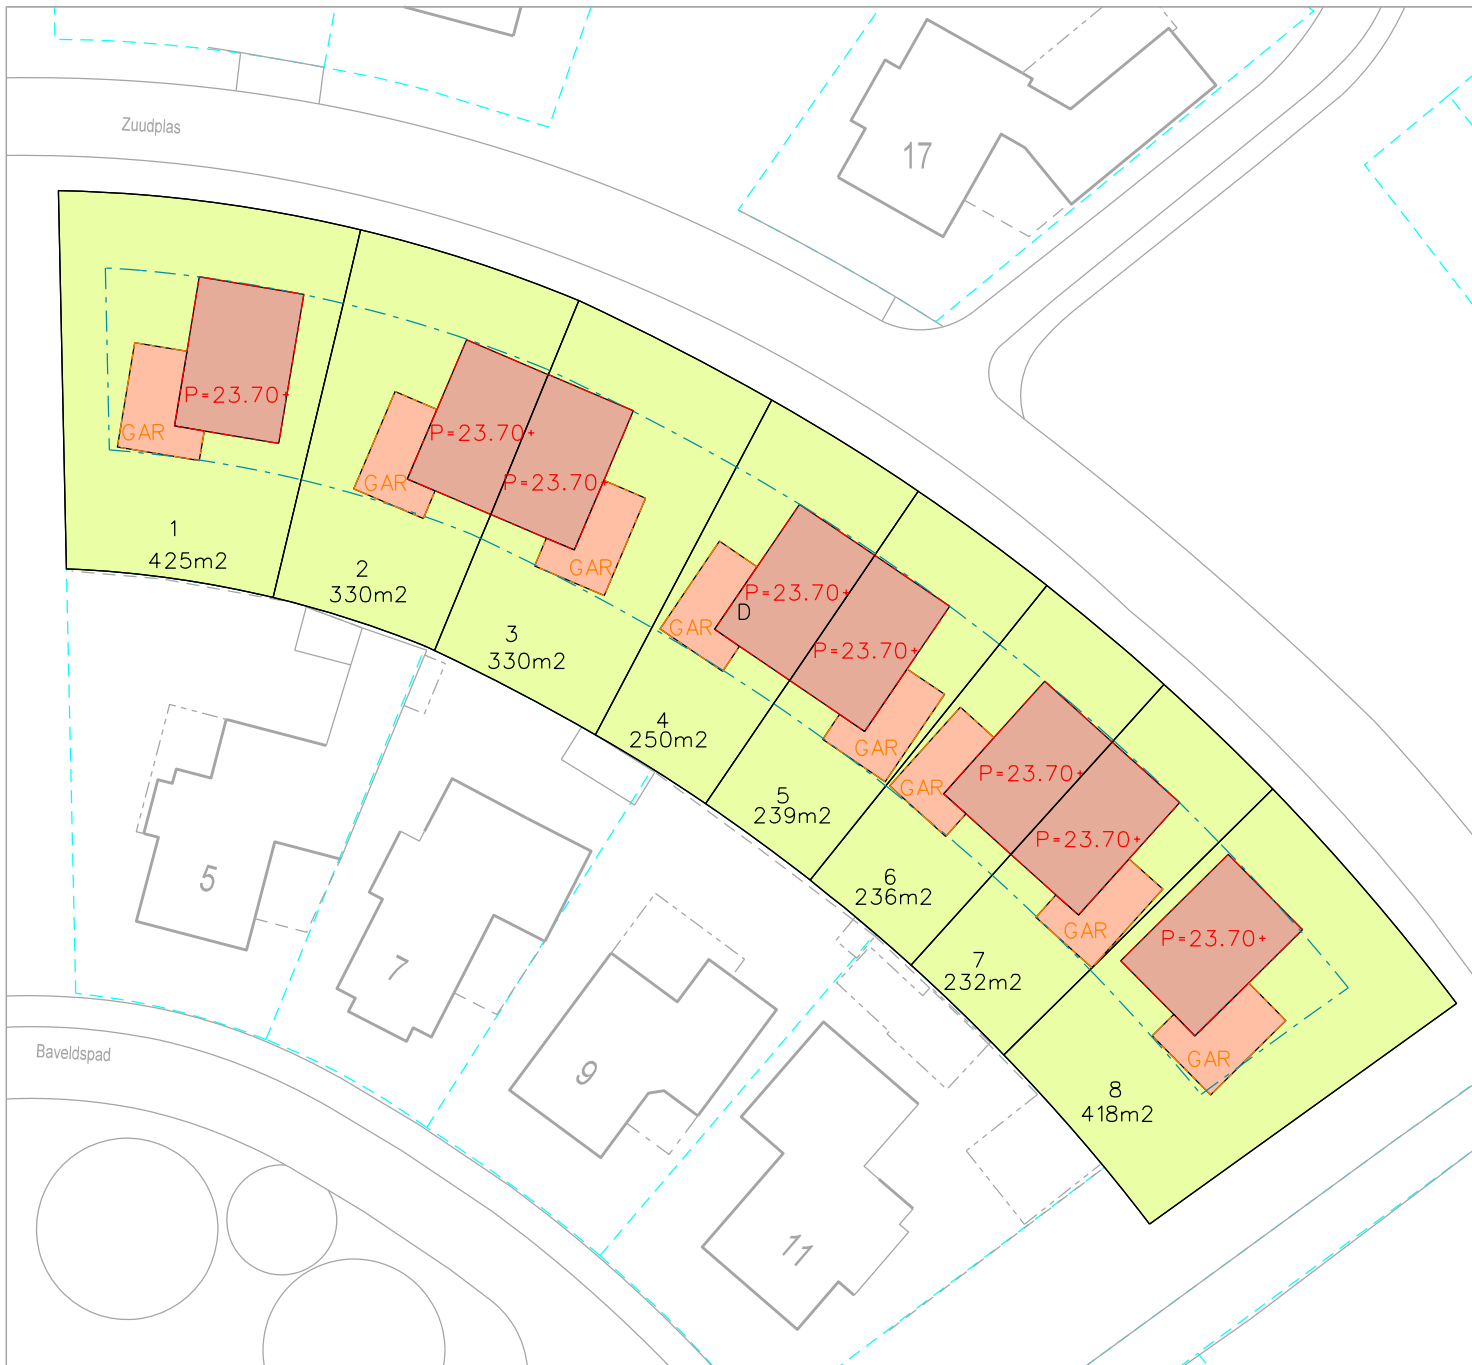 Zuudplas
17
P=23.70+
GAR
1
425m2
P=23.70+
GAR
2
330m2
P=23.70+
GAR
3
330m2
P=23.70+
D
GAR
4
250m2
P=23.70+
GAR
5
239m2
P=23.70+
GAR
6
236m2
P=23.70+
GAR
7
232m2
P=23.70+
GAR
8
418m2
5
7
9
11
Baveldspad